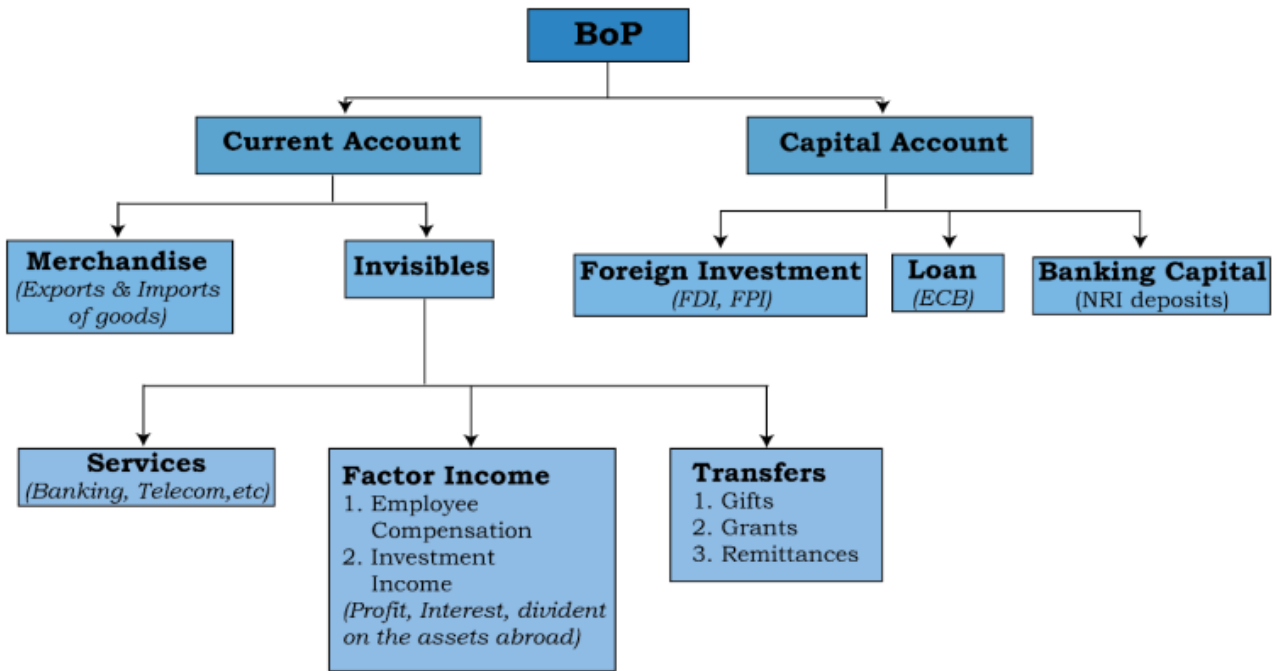 BoP
Current Account
Capital Account
Merchandise
(Exports & Imports
of goods)
Invisibles
Foreign Investment
(FDI, FPI)
Loan
(ECB)
Banking Capital
(NRI deposits)
Services
(Banking, Telecom,etc)
Factor Income
1. Employee
Compensation
2. Investment
Income
(Profit, Interest, divident
on the assets abroad)
Transfers
1. Gifts
2. Grants
3. Remittances